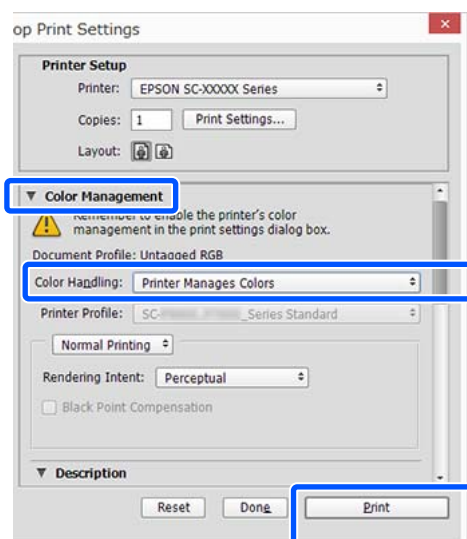 op Print Settings
Printer Setup
Printer: EPSON SC-XXXXX Series
Copies: 1 Print Settings...
Layout:
▼ Color Management
Remember to enable the printer's color
management in the print settings dialog box.
Document Profile: Untagged RGB
Color Handling: Printer Manages Colors
Printer Profile: SC- _Series Standard
Normal Printing
Rendering Intent: Perceptual
Black Point Compensation
▼ Description
Reset Done Print